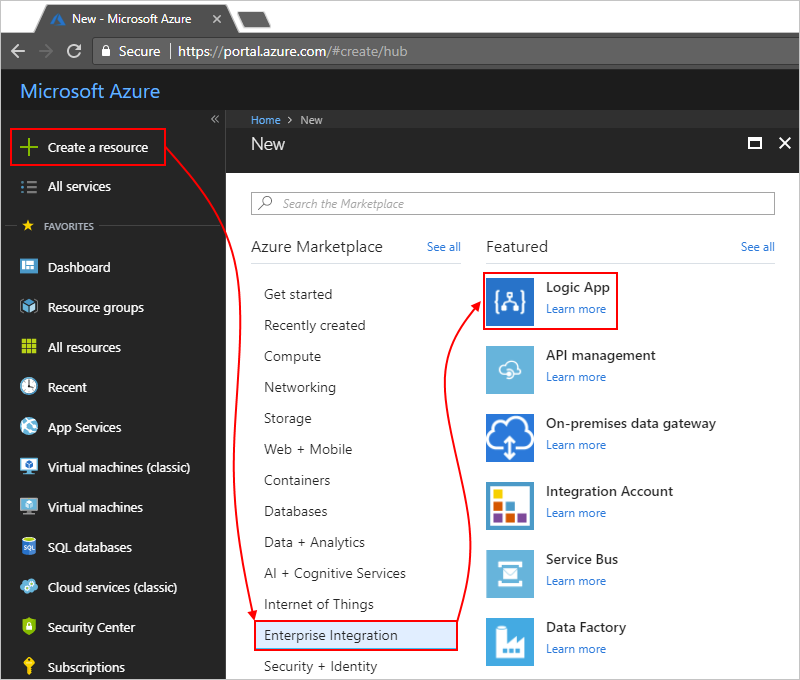 New - Microsoft Azure
Secure https://portal.azure.com/#create/hub
Microsoft Azure
Create a resource
All services
FAVORITES
Dashboard
Resource groups
All resources
Recent
App Services
Virtual machines (classic)
Virtual machines
SQL databases
Cloud services (classic)
Security Center
Subscriptions
Home > New
New
Search the Marketplace
Azure Marketplace See all
Get started
Recently created
Compute
Networking
Storage
Web + Mobile
Containers
Databases
Data + Analytics
AI + Cognitive Services
Internet of Things
Enterprise Integration
Security + Identity
Featured See all
Logic App
Learn more
API management
Learn more
On-premises data gateway
Learn more
Integration Account
Learn more
Service Bus
Learn more
Data Factory
Learn more